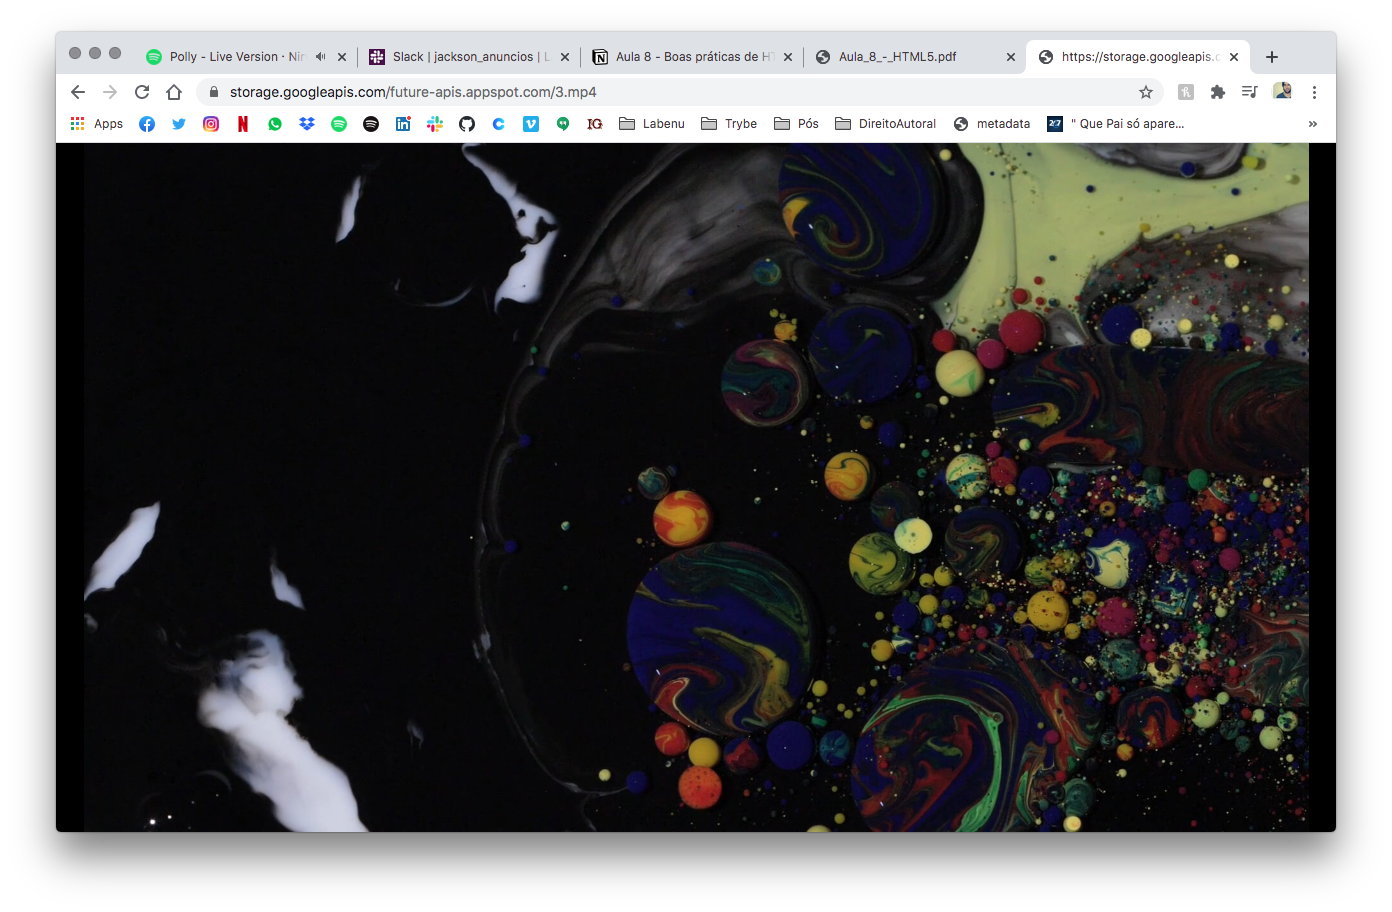 Polly - Live Version · Nir
Slack | jackson_anuncios | L
Aula 8 - Boas práticas de HT
Aula_8_-_HTML5.pdf
https://storage.googleapis.c
storage.googleapis.com/future-apis.appspot.com/3.mp4
Apps
IG
Labenu
Trybe
Pós
DireitoAutoral
metadata
247
" Que Pai só apare...